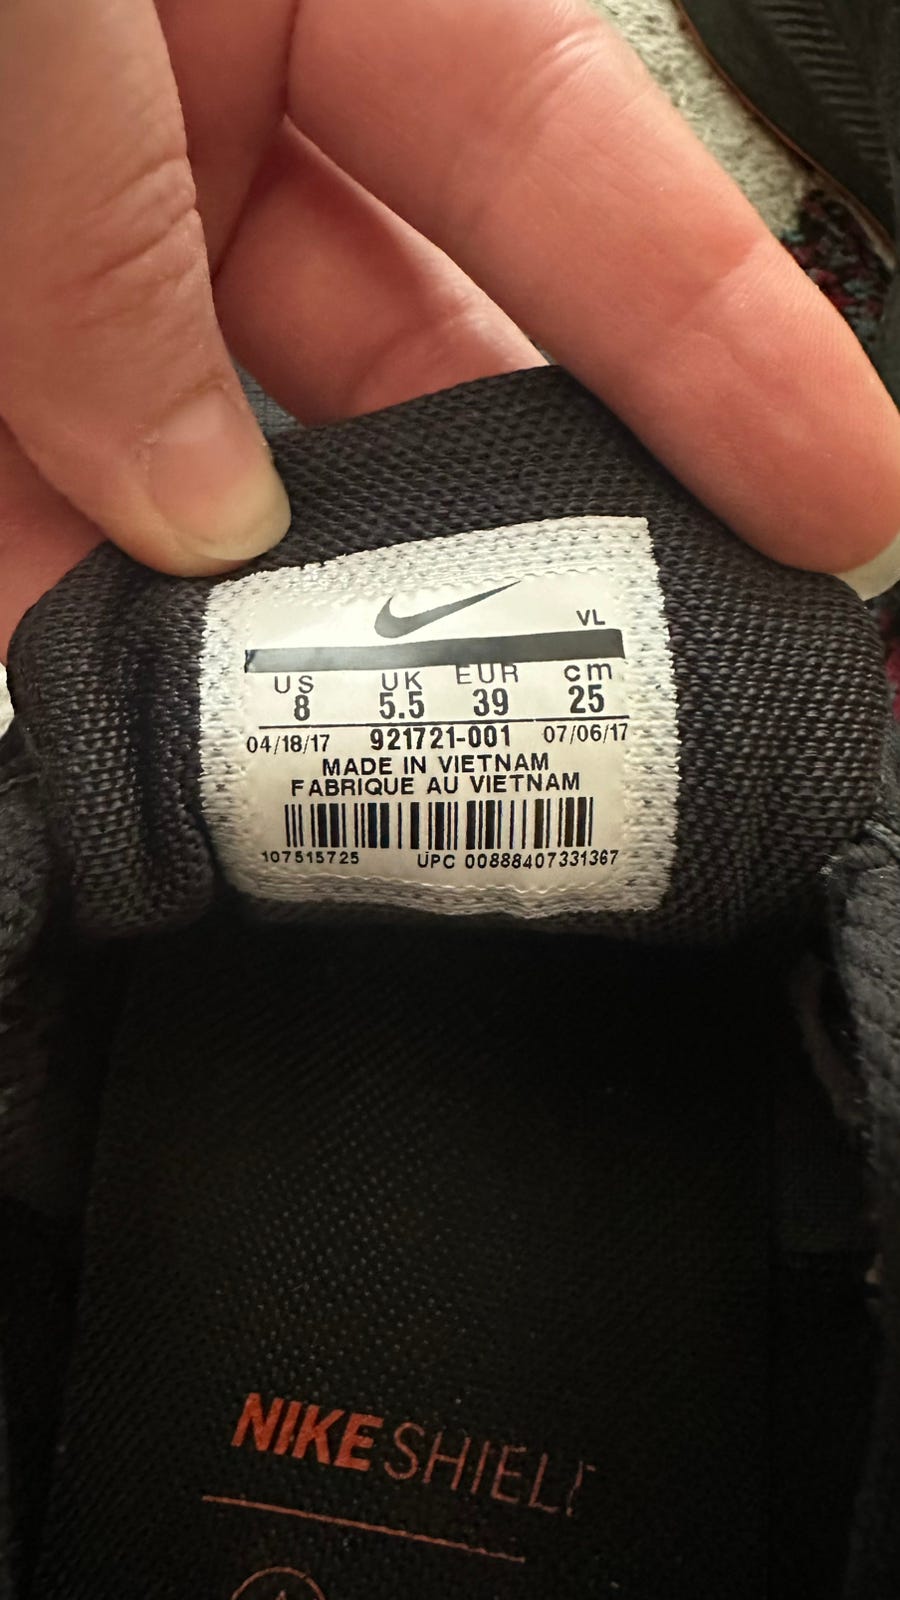 VL
US UK EUR cm
8 5.5 39 25
04/18/17 921721-001 07/06/17
MADE IN VIETNAM
FABRIQUE AU VIETNAM
107515725 UPC 00888407331367
NIKESHIELD